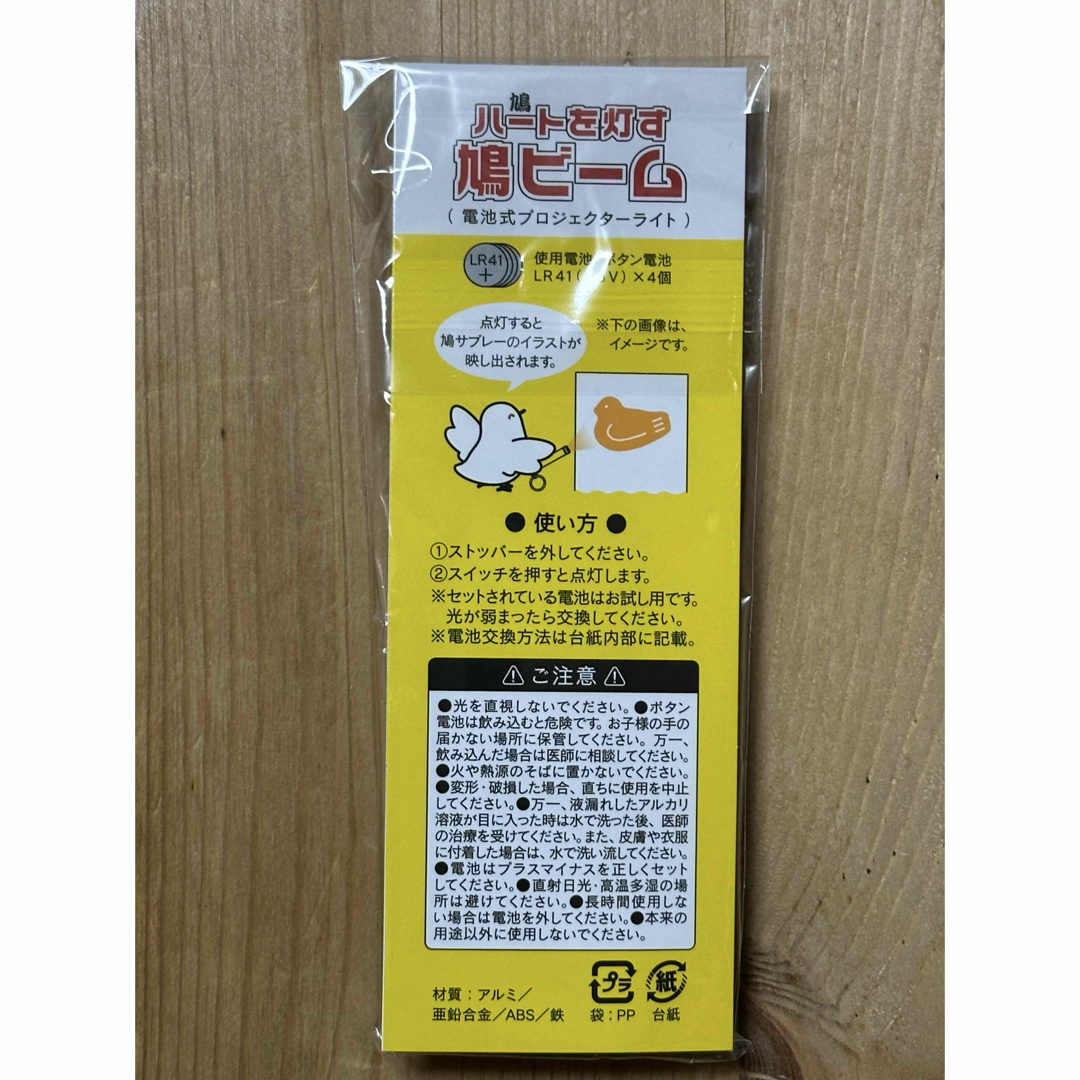 鳩
ハートを灯す
鳩ビーム
( 電池式プロジェクターライト )
LR41
+
使用電池 ボタン電池
LR41( V)×4個
点灯すると
鳩サブレーのイラストが
映し出されます。
※下の画像は、
イメージです。
● 使い方 ●
①ストッパーを外してください。
②スイッチを押すと点灯します。
※セットされている電池はお試し用です。
光が弱まったら交換してください。
※電池交換方法は台紙内部に記載。
⚠ ご注意 ⚠
●光を直視しないでください。●ボタン
電池は飲み込むと危険です。お子様の手の
届かない場所に保管してください。万一、
飲み込んだ場合は医師に相談してください。
●火や熱源のそばに置かないでください。
●変形・破損した場合、直ちに使用を中止
してください。●万一、液漏れしたアルカリ
溶液が目に入った時は水で洗った後、医師
の治療を受けてください。また、皮膚や衣服
に付着した場合は、水で洗い流してください。
●電池はプラスマイナスを正しくセット
してください。●直射日光・高温多湿の場
所は避けてください。●長時間使用しな
い場合は電池を外してください。●本来の
用途以外に使用しないでください。
材質：アルミ／
亜鉛合金／ABS／鉄
プラ
袋：PP
紙
台紙